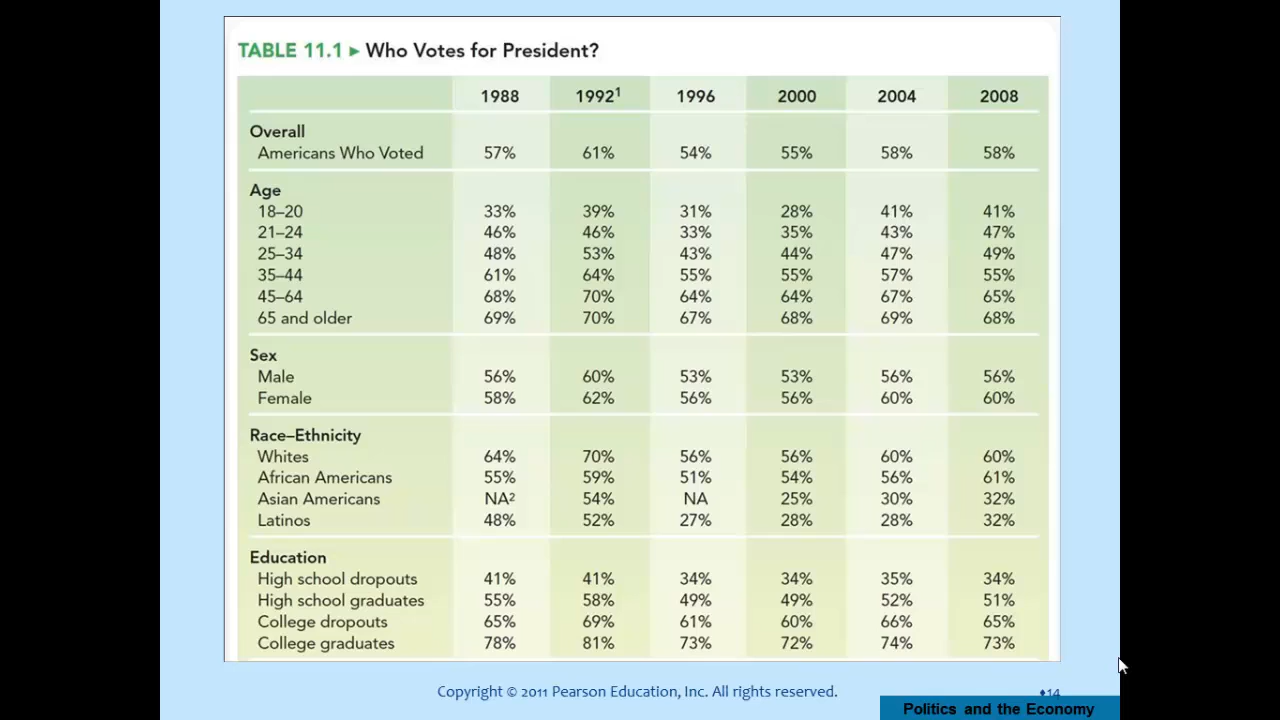 TABLE 11.1 ► Who Votes for President?
1988 1992¹ 1996 2000 2004 2008
Overall
Americans Who Voted 57% 61% 54% 55% 58% 58%
Age
18–20 33% 39% 31% 28% 41% 41%
21–24 46% 46% 33% 35% 43% 47%
25–34 48% 53% 43% 44% 47% 49%
35–44 61% 64% 55% 55% 57% 55%
45–64 68% 70% 64% 64% 67% 65%
65 and older 69% 70% 67% 68% 69% 68%
Sex
Male 56% 60% 53% 53% 56% 56%
Female 58% 62% 56% 56% 60% 60%
Race–Ethnicity
Whites 64% 70% 56% 56% 60% 60%
African Americans 55% 59% 51% 54% 56% 61%
Asian Americans NA² 54% NA 25% 30% 32%
Latinos 48% 52% 27% 28% 28% 32%
Education
High school dropouts 41% 41% 34% 34% 35% 34%
High school graduates 55% 58% 49% 49% 52% 51%
College dropouts 65% 69% 61% 60% 66% 65%
College graduates 78% 81% 73% 72% 74% 73%
Copyright © 2011 Pearson Education, Inc. All rights reserved.
♦14
Politics and the Economy